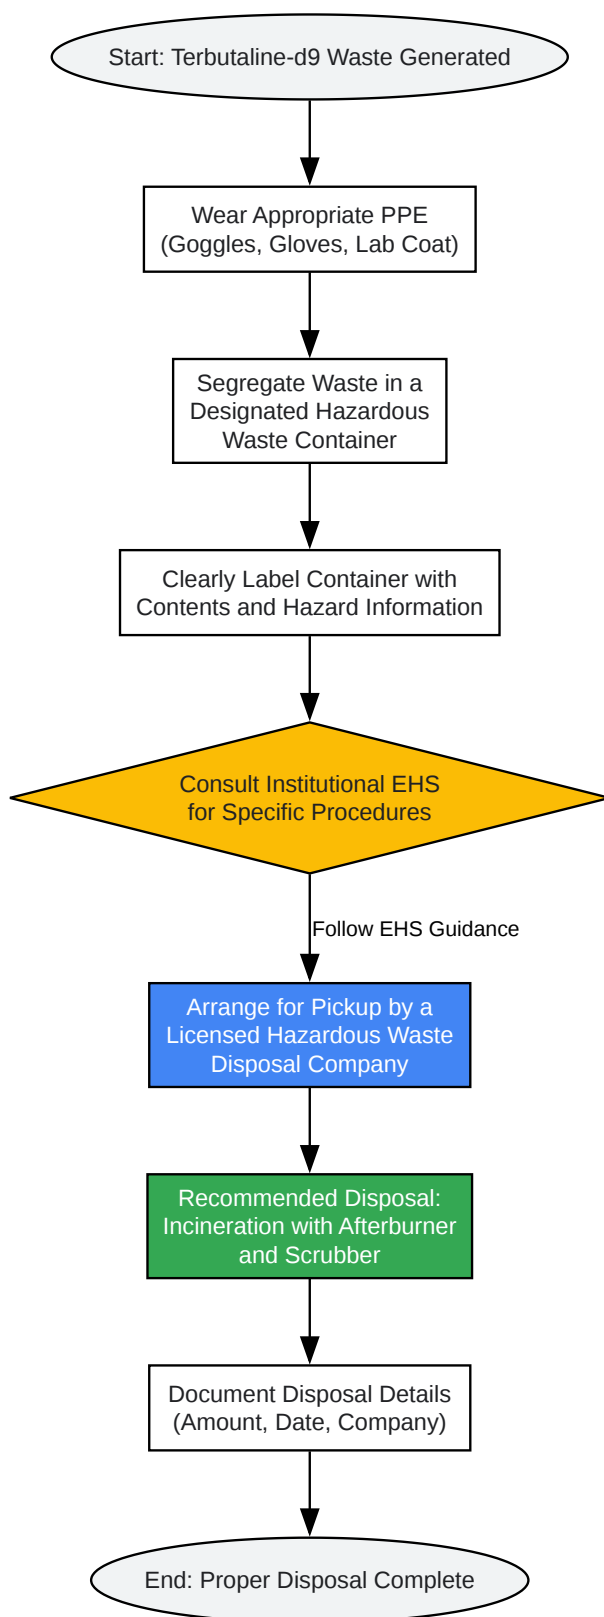 Start: Terbutaline-d9 Waste Generated
Wear Appropriate PPE
(Goggles, Gloves, Lab Coat)
Segregate Waste in a
Designated Hazardous
Waste Container
Clearly Label Container with
Contents and Hazard Information
Consult Institutional EHS
for Specific Procedures
Follow EHS Guidance
Arrange for Pickup by a
Licensed Hazardous Waste
Disposal Company
Recommended Disposal:
Incineration with Afterburner
and Scrubber
Document Disposal Details
(Amount, Date, Company)
End: Proper Disposal Complete